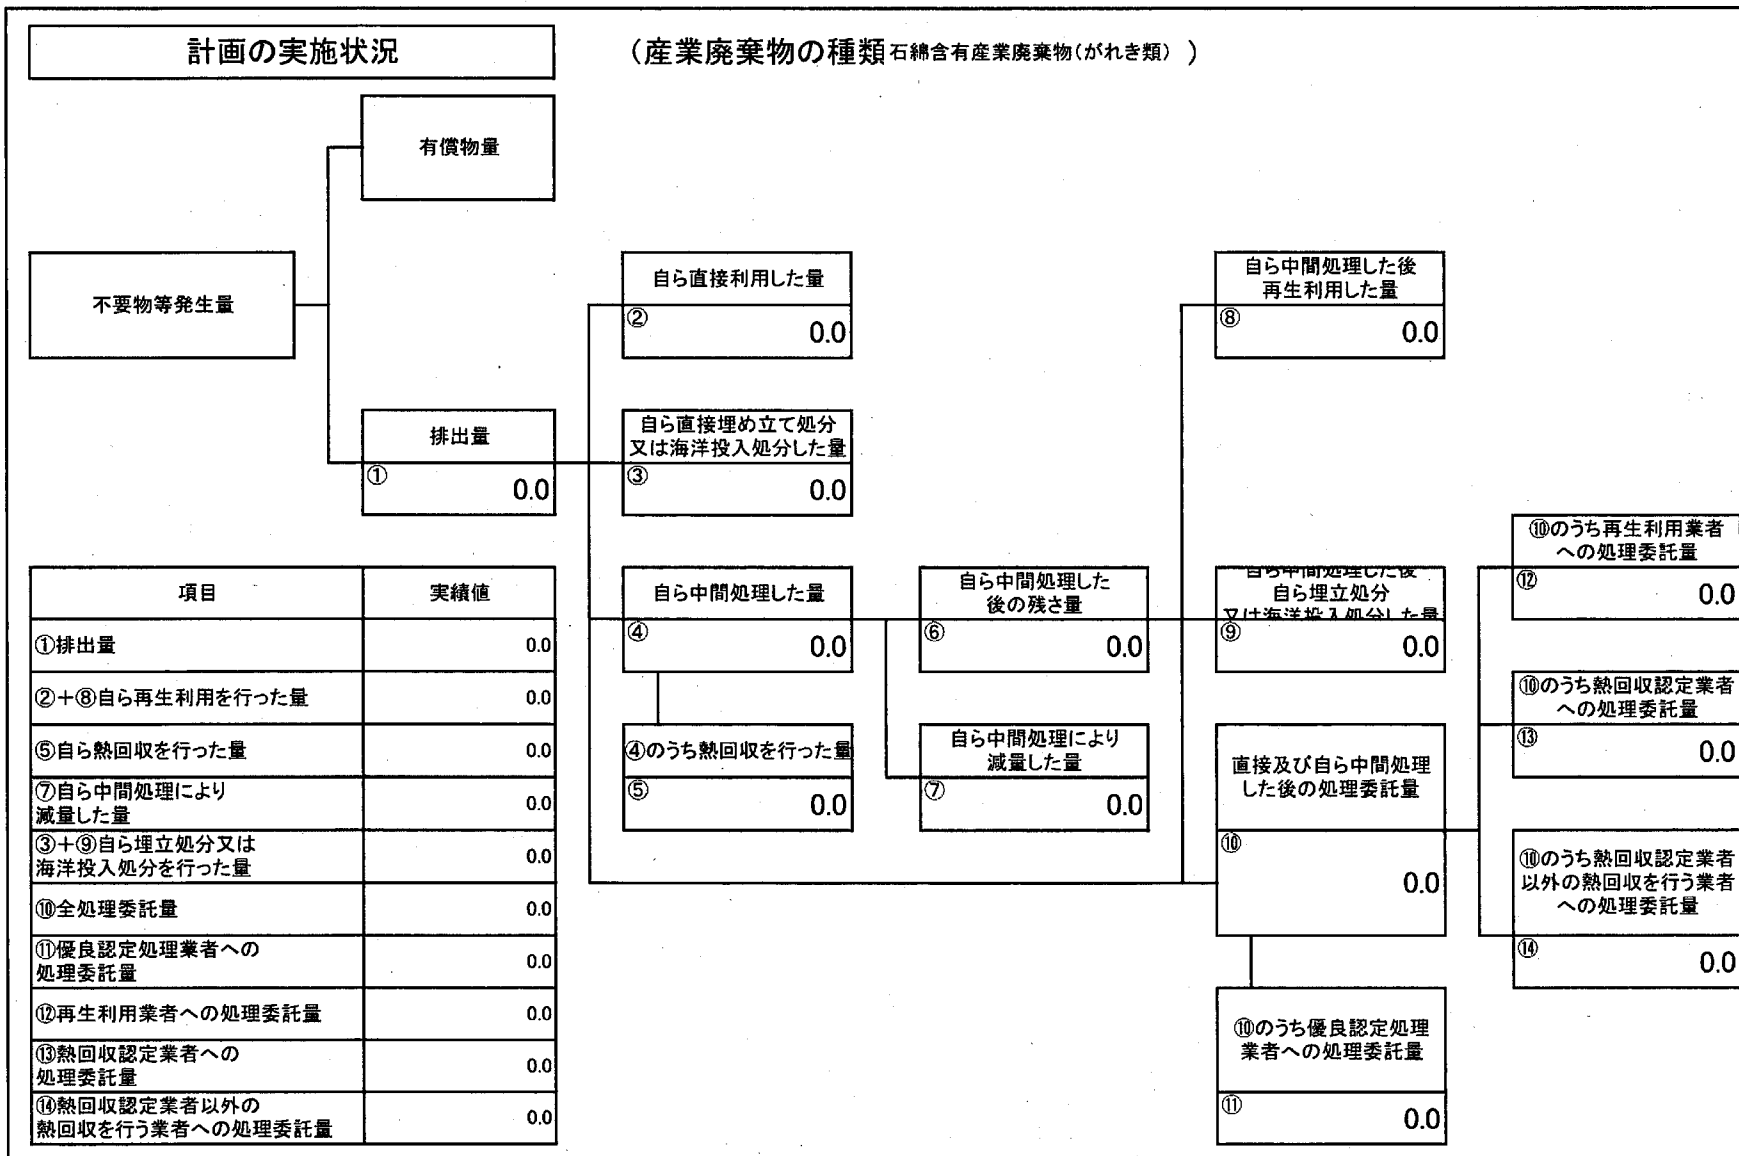 計画の実施状況
（産業廃棄物の種類 石綿含有産業廃棄物（がれき類） ）
有償物量
不要物等発生量
自ら直接利用した量
② 0.0
自ら中間処理した後
再生利用した量
⑧ 0.0
排出量
① 0.0
自ら直接埋め立て処分
又は海洋投入処分した量
③ 0.0
⑩のうち再生利用業者
への処理委託量
⑫ 0.0
自ら中間処理した量
④ 0.0
自ら中間処理した
後の残さ量
⑥ 0.0
自ら中間処理した後
自ら埋立処分
又は海洋投入処分した量
⑨ 0.0
⑩のうち熱回収認定業者
への処理委託量
⑬ 0.0
④のうち熱回収を行った量
⑤ 0.0
自ら中間処理により
減量した量
⑦ 0.0
直接及び自ら中間処理
した後の処理委託量
⑩ 0.0
⑩のうち熱回収認定業者
以外の熱回収を行う業者
への処理委託量
⑭ 0.0
⑩のうち優良認定処理
業者への処理委託量
⑪ 0.0
項目 実績値
①排出量 0.0
②＋⑧自ら再生利用を行った量 0.0
⑤自ら熱回収を行った量 0.0
⑦自ら中間処理により
減量した量 0.0
③＋⑨自ら埋立処分又は
海洋投入処分を行った量 0.0
⑩全処理委託量 0.0
⑪優良認定処理業者への
処理委託量 0.0
⑫再生利用業者への処理委託量 0.0
⑬熱回収認定業者への
処理委託量 0.0
⑭熱回収認定業者以外の
熱回収を行う業者への処理委託量 0.0